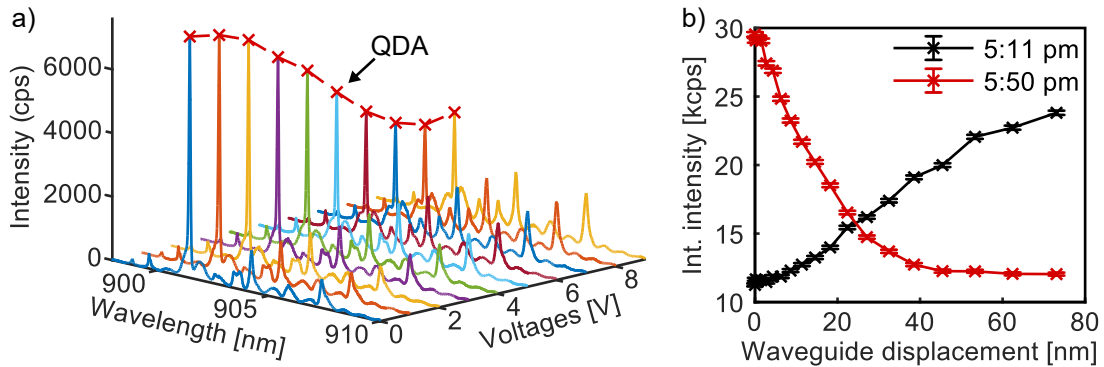 a)
QDA
Intensity (cps)
6000
4000
2000
0
900
905
910
Wavelength [nm]
0
2
4
6
8
Voltages [V]
b)
5:11 pm
5:50 pm
Int. intensity [kcps]
30
25
20
15
10
0
20
40
60
80
Waveguide displacement [nm]